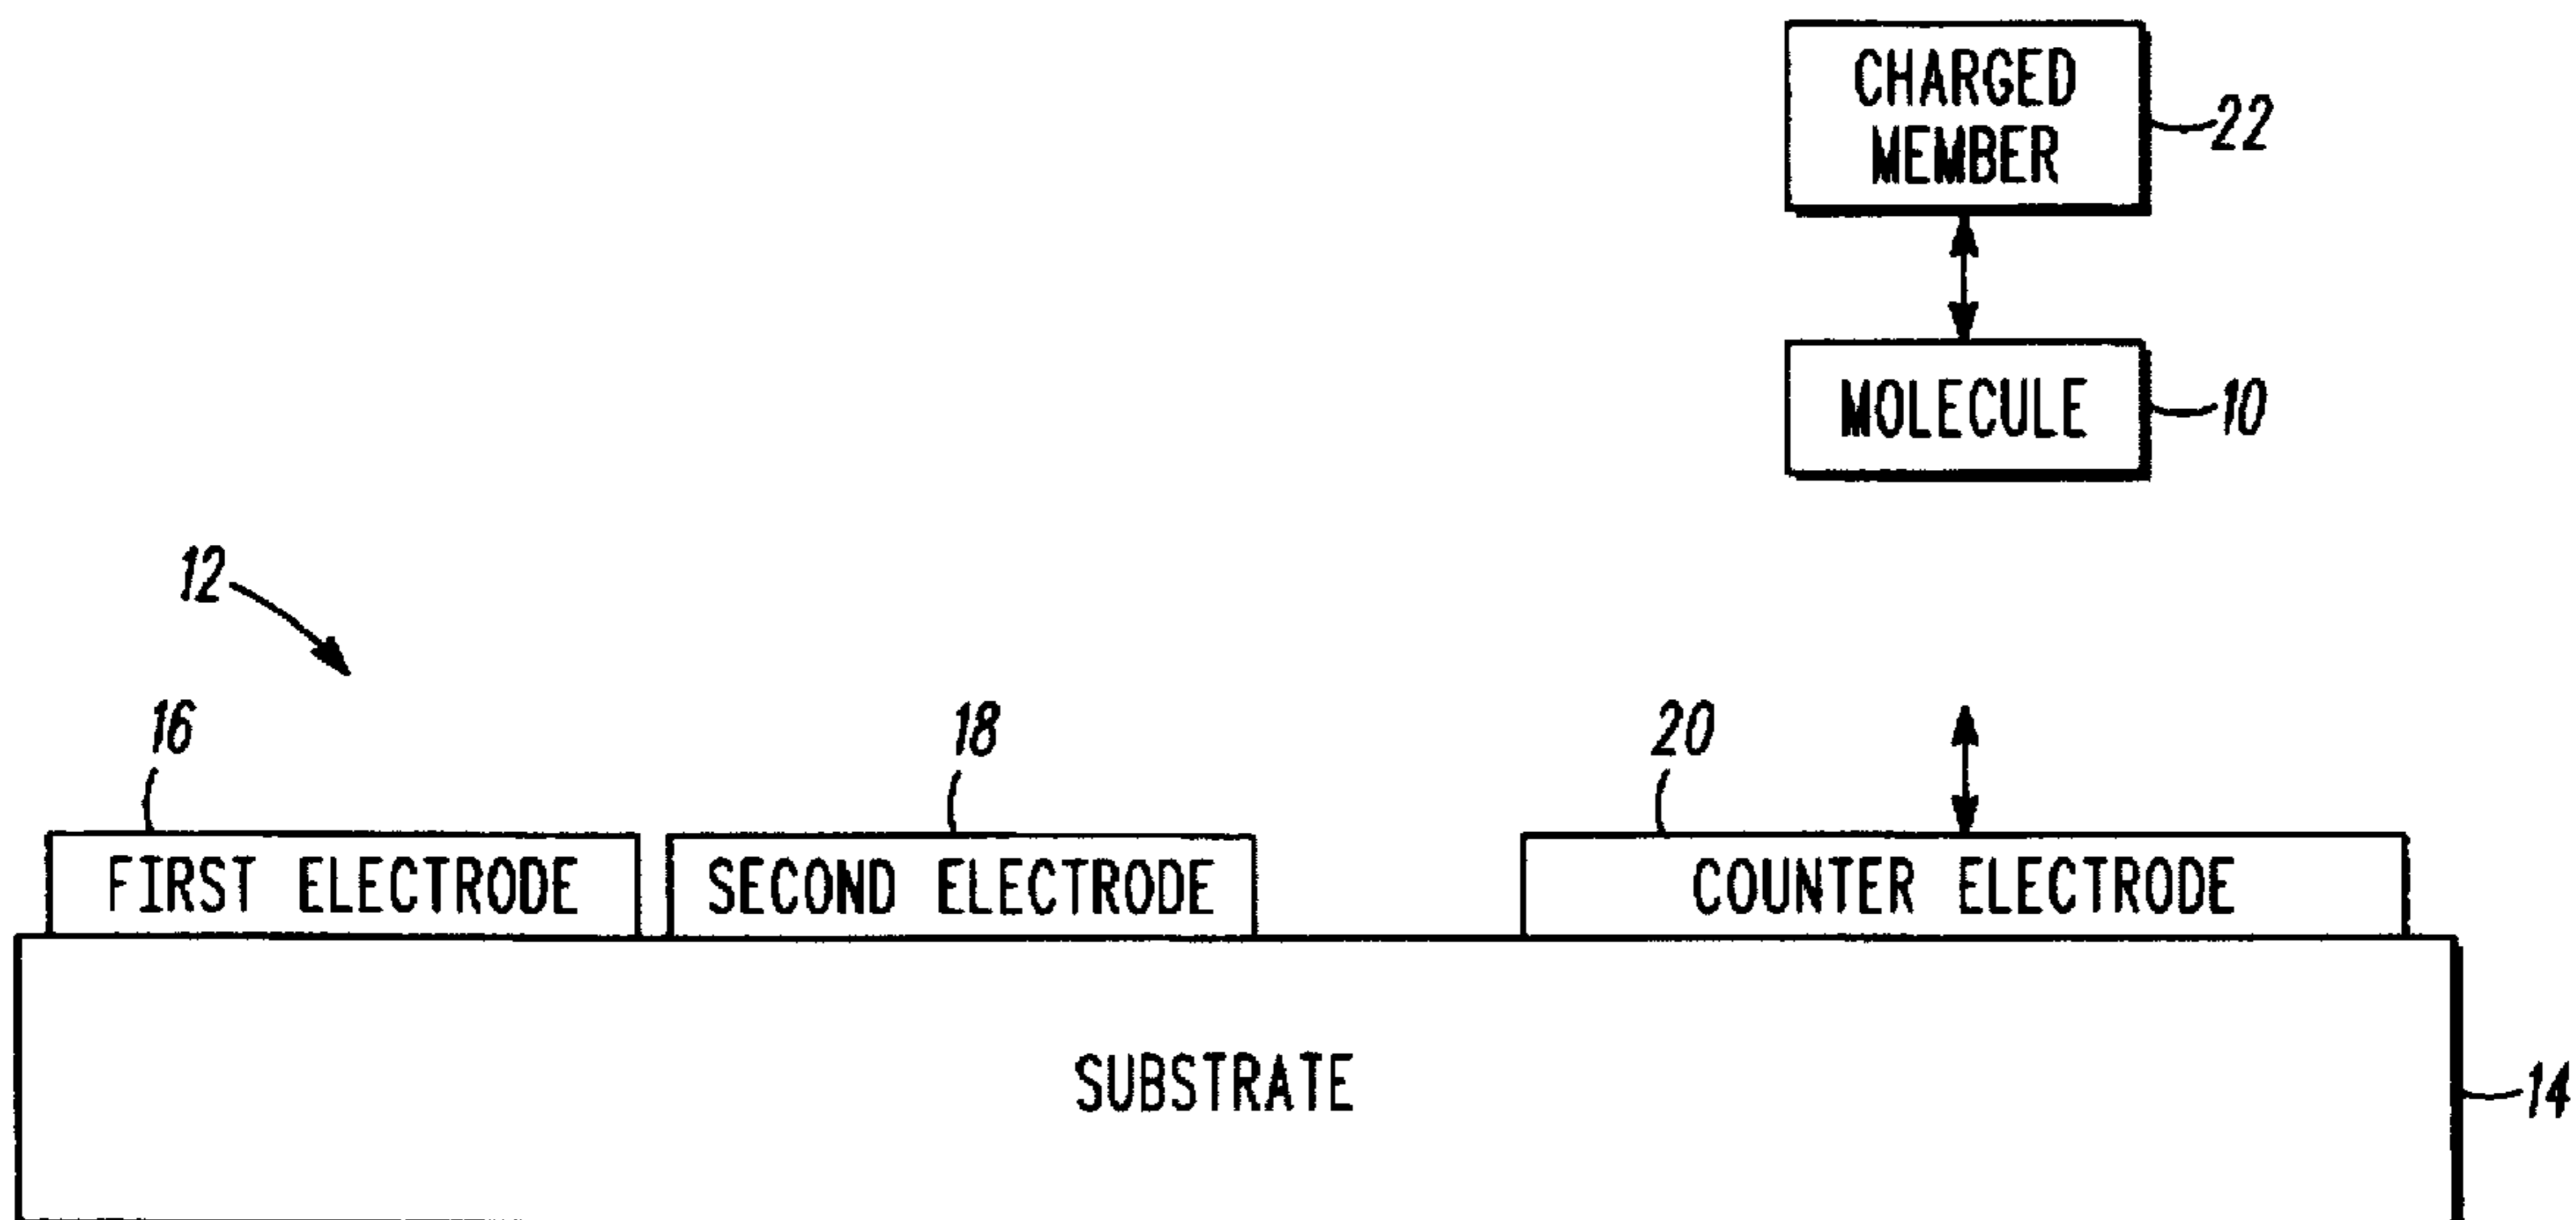 CHARGED
MEMBER
22
MOLECULE
10
12
16
18
20
FIRST ELECTRODE
SECOND ELECTRODE
COUNTER ELECTRODE
SUBSTRATE
14